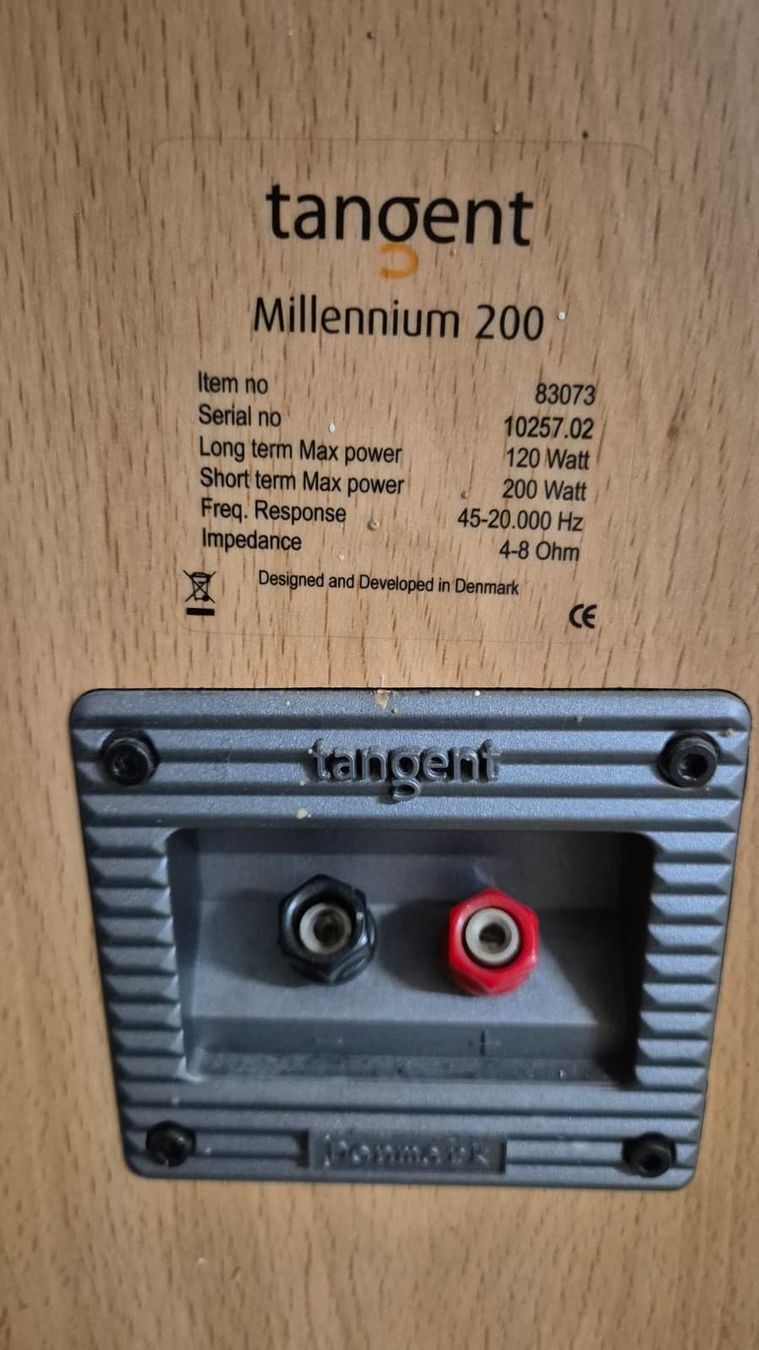 tangent
Millennium 200
Item no 83073
Serial no 10257.02
Long term Max power 120 Watt
Short term Max power 200 Watt
Freq. Response 45-20.000 Hz
Impedance 4-8 Ohm
Designed and Developed in Denmark
CE
tangent
- +
Denmark